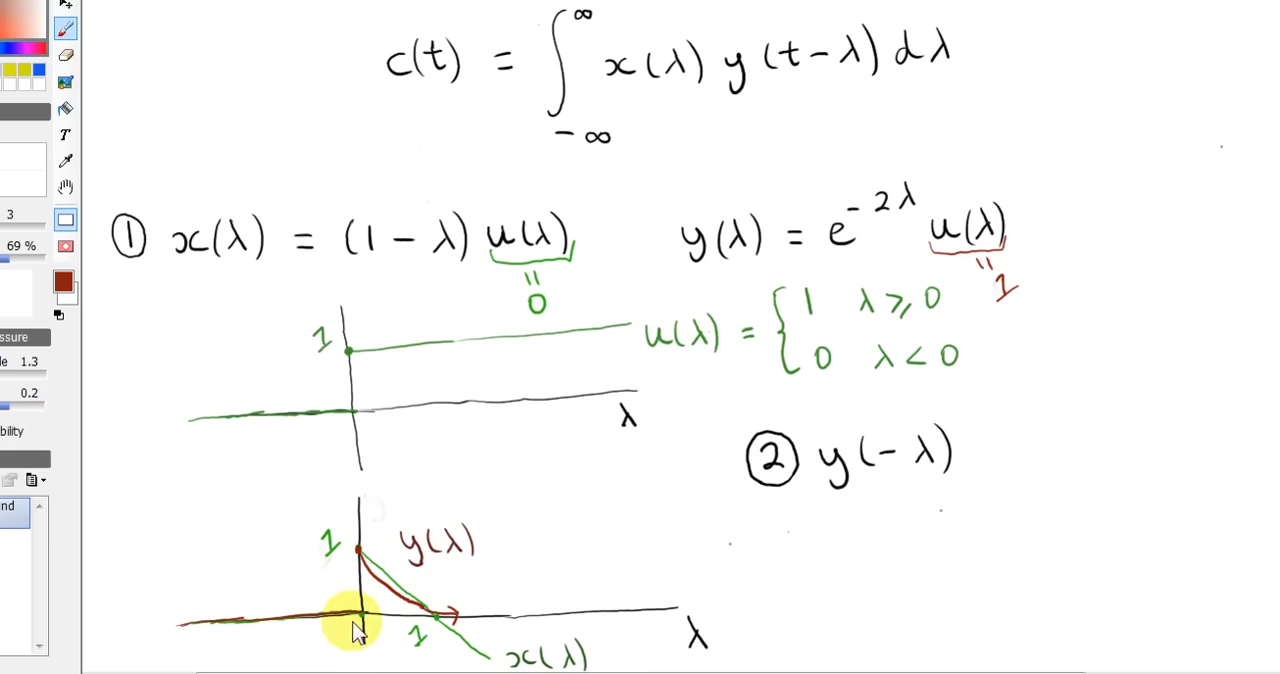 c(t) = ∫_{-∞}^{∞} x(λ) y(t-λ) dλ
① x(λ) = (1 - λ) u(λ)    y(λ) = e^{-2λ} u(λ)
=
0
=
1
3
69 %
1
u(λ) = { 1  λ ≥ 0
0  λ < 0
λ
ssure
le 1.3
0.2
bility
② y(-λ)
nd
1
y(λ)
1
x(λ)
λ